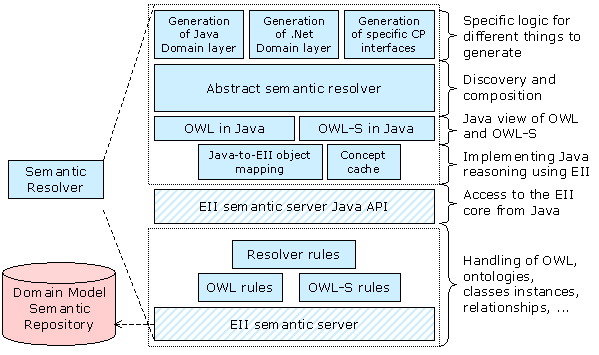 Generation
of Java
Domain layer
Generation
of .Net
Domain layer
Generation
of specific CP
interfaces
Specific logic for
different things to
generate
Abstract semantic resolver
Discovery and
composition
OWL in Java
OWL-S in Java
Java view of OWL
and OWL-S
Java-to-EII object
mapping
Concept
cache
Implementing Java
reasoning using EII
Semantic
Resolver
EII semantic server Java API
Access to the EII
core from Java
Resolver rules
OWL rules
OWL-S rules
EII semantic server
Handling of OWL,
ontologies,
classes instances,
relationships, ...
Domain Model
Semantic
Repository